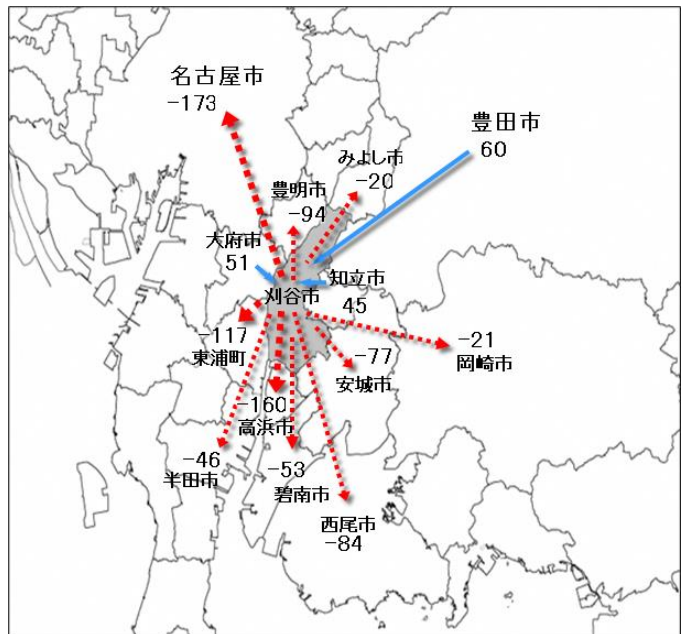 名古屋市
-173
豊田市
60
みよし市
-20
豊明市
-94
大府市
51
知立市
45
刈谷市
-117
東浦町
-21
岡崎市
-77
安城市
-160
高浜市
-46
半田市
-53
碧南市
西尾市
-84